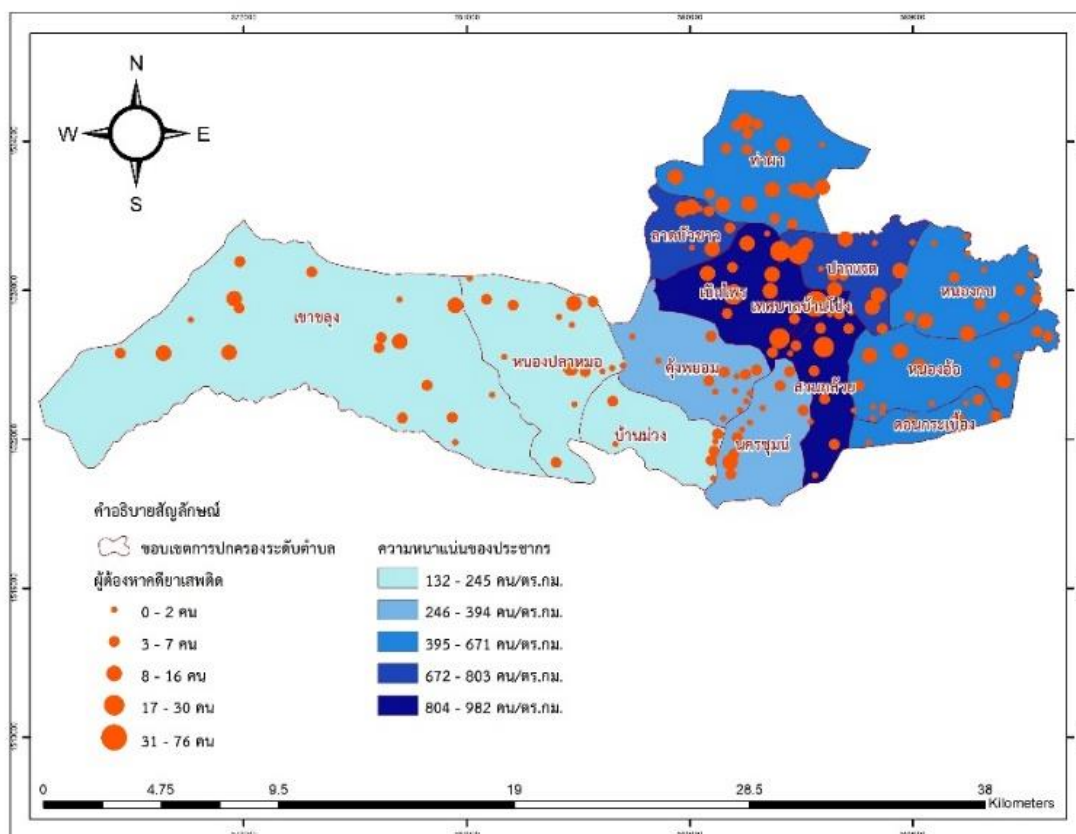 N
W E
S
ท่าผา
ลาดบัวขาว
ปากแรต
เบิกไพร
หนองกบ
เทศบาลบ้านโป่ง
เขาขลุง
หนองปลาหมอ
คุ้งพยอม
หนองอ้อ
สวนกล้วย
ดอนกระเบื้อง
บ้านม่วง
นครชุมน์
คำอธิบายสัญลักษณ์
ขอบเขตการปกครองระดับตำบล
ผู้ต้องหาคดียาเสพติด
0 - 2 คน
3 - 7 คน
8 - 16 คน
17 - 30 คน
31 - 76 คน
ความหนาแน่นของประชากร
132 - 245 คน/ตร.กม.
246 - 394 คน/ตร.กม.
395 - 671 คน/ตร.กม.
672 - 803 คน/ตร.กม.
804 - 982 คน/ตร.กม.
0 4.75 9.5 19 28.5 38
Kilometers